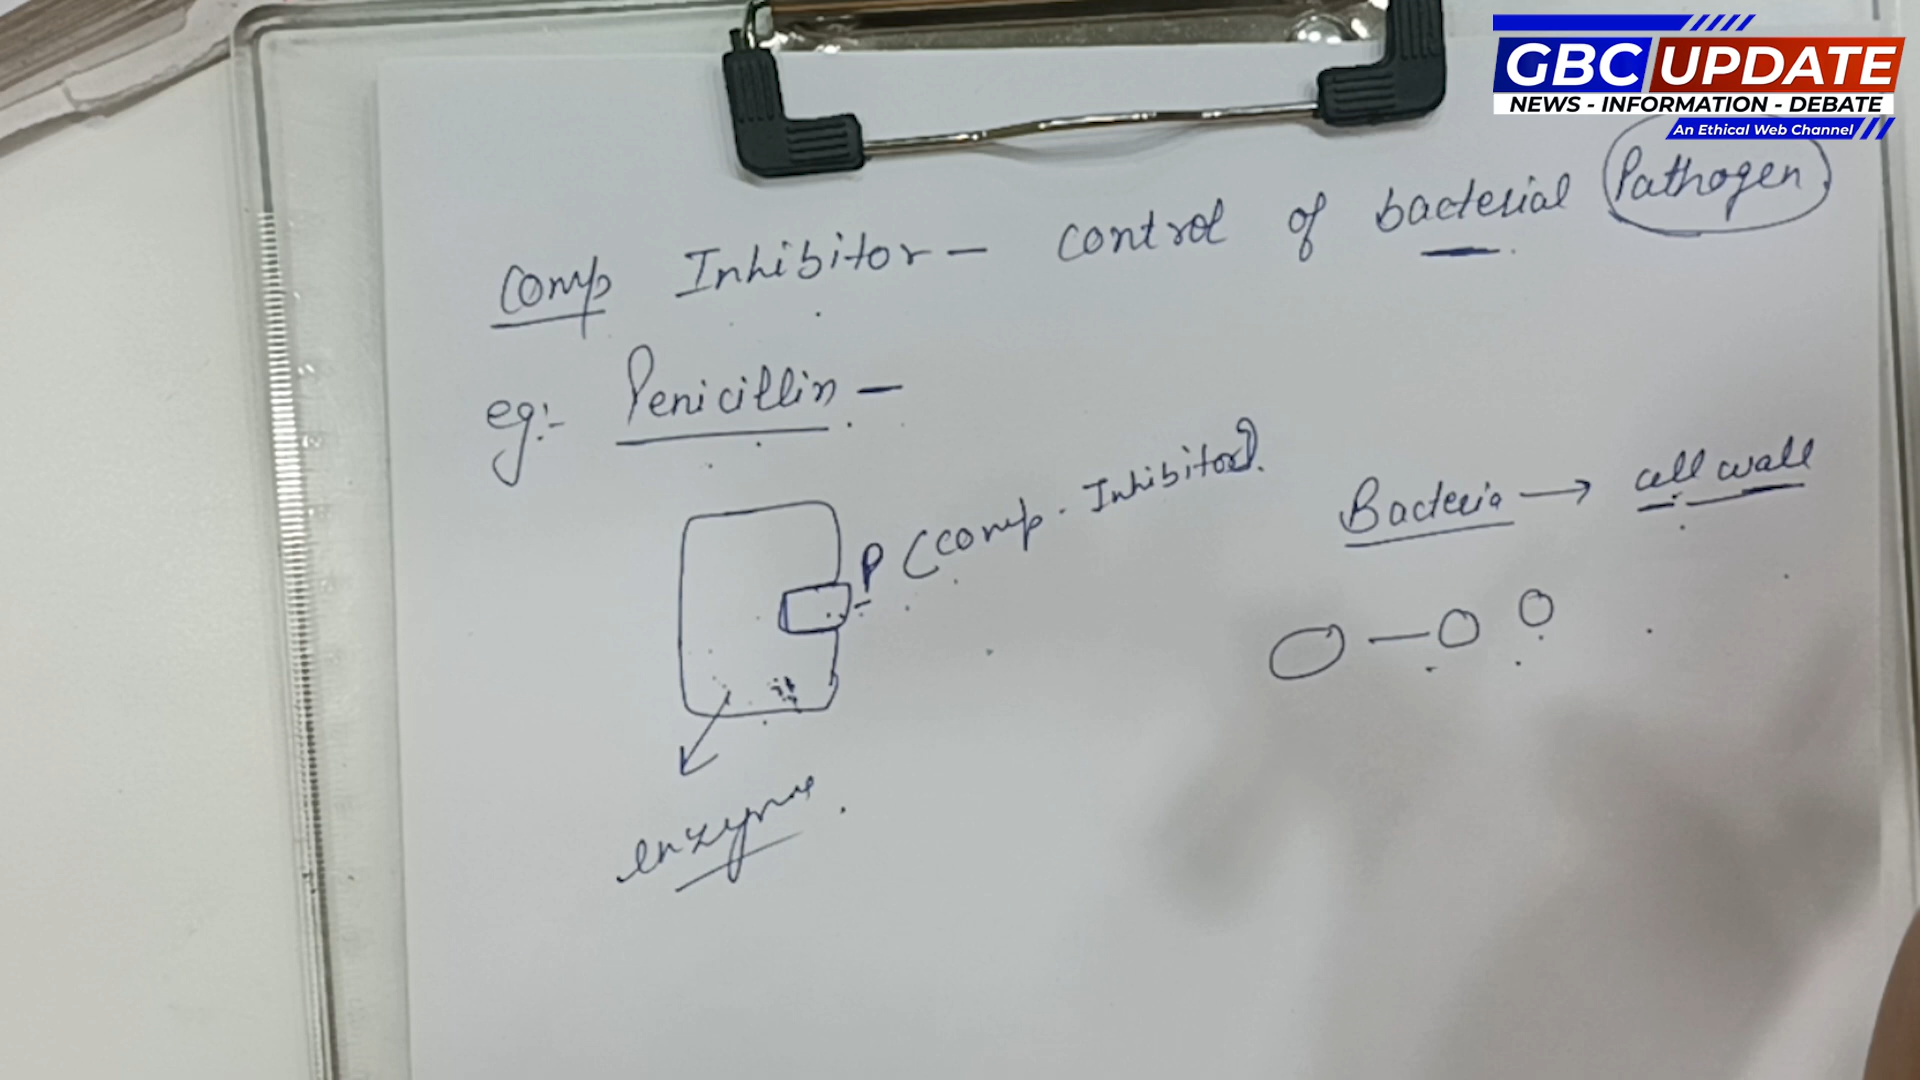 GBC UPDATE
NEWS - INFORMATION - DEBATE
An Ethical Web Channel
Comp Inhibitor - control of bacterial Pathogen
eg:- Penicillin -
P (comp. Inhibitor).
Bacteria → cell wall
enzyme.